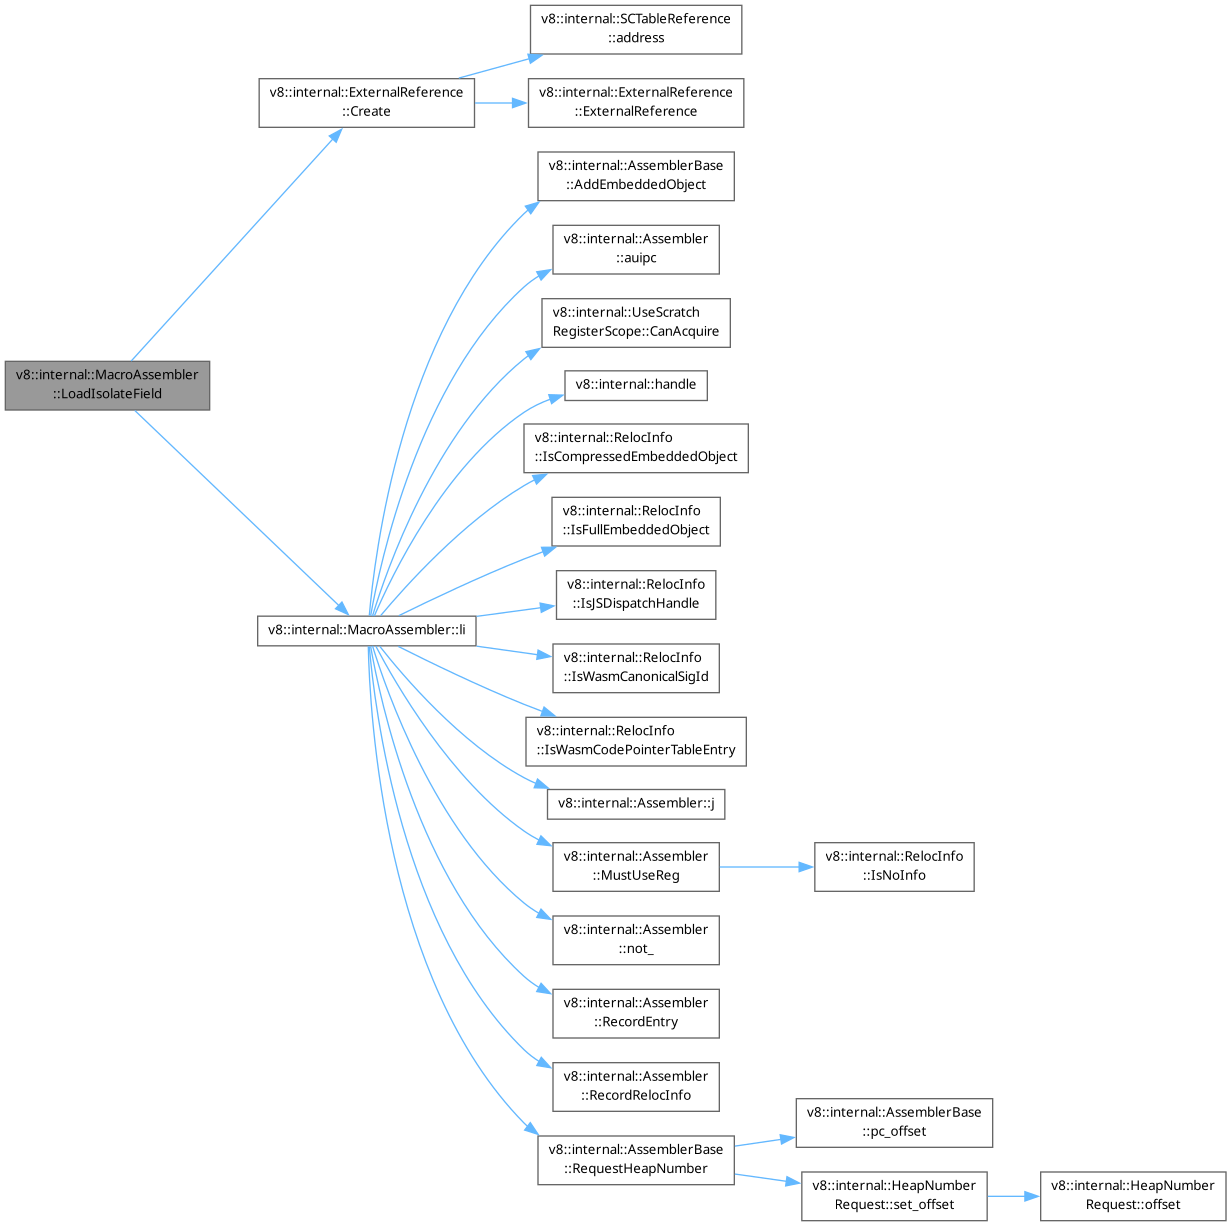 v8::internal::MacroAssembler
::LoadIsolateField
v8::internal::ExternalReference
::Create
v8::internal::SCTableReference
::address
v8::internal::ExternalReference
::ExternalReference
v8::internal::MacroAssembler::li
v8::internal::AssemblerBase
::AddEmbeddedObject
v8::internal::Assembler
::auipc
v8::internal::UseScratch
RegisterScope::CanAcquire
v8::internal::handle
v8::internal::RelocInfo
::IsCompressedEmbeddedObject
v8::internal::RelocInfo
::IsFullEmbeddedObject
v8::internal::RelocInfo
::IsJSDispatchHandle
v8::internal::RelocInfo
::IsWasmCanonicalSigId
v8::internal::RelocInfo
::IsWasmCodePointerTableEntry
v8::internal::Assembler::j
v8::internal::Assembler
::MustUseReg
v8::internal::RelocInfo
::IsNoInfo
v8::internal::Assembler
::not_
v8::internal::Assembler
::RecordEntry
v8::internal::Assembler
::RecordRelocInfo
v8::internal::AssemblerBase
::RequestHeapNumber
v8::internal::AssemblerBase
::pc_offset
v8::internal::HeapNumber
Request::set_offset
v8::internal::HeapNumber
Request::offset